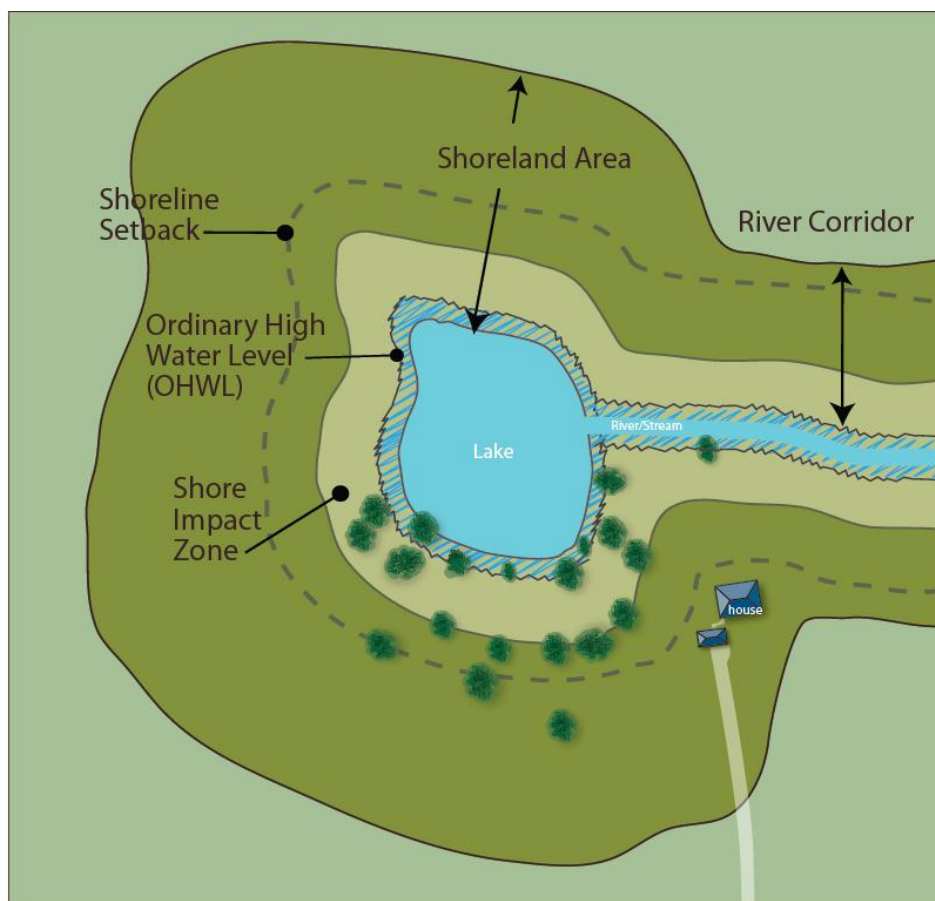 Shoreland Area
Shoreline
Setback
River Corridor
Ordinary High
Water Level
(OHWL)
River/Stream
Lake
Shore
Impact
Zone
house